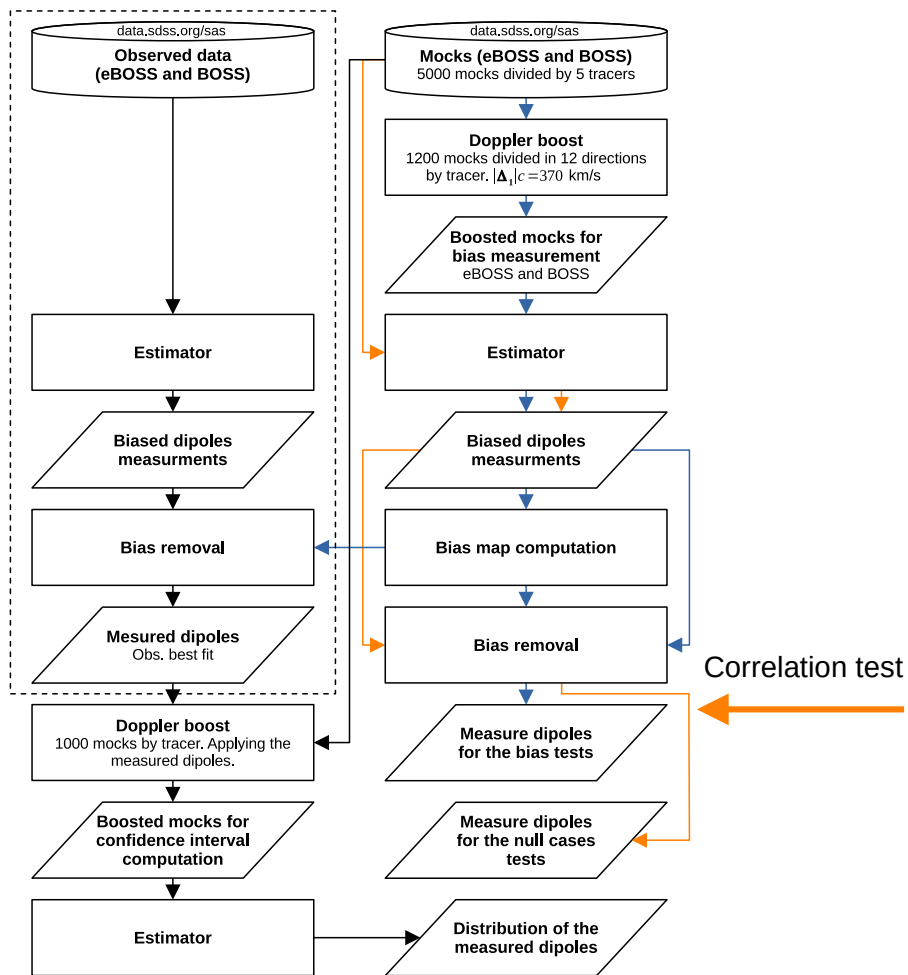 data.sdss.org/sas
Observed data
(eBOSS and BOSS)
Estimator
Biased dipoles
measurments
Bias removal
Mesured dipoles
Obs. best fit
Doppler boost
1000 mocks by tracer. Applying the
measured dipoles.
Boosted mocks for
confidence interval
computation
Estimator
data.sdss.org/sas
Mocks (eBOSS and BOSS)
5000 mocks divided by 5 tracers
Doppler boost
1200 mocks divided in 12 directions
by tracer. |Δ₁|c=370 km/s
Boosted mocks for
bias measurement
eBOSS and BOSS
Estimator
Biased dipoles
measurments
Bias map computation
Bias removal
Measure dipoles
for the bias tests
Measure dipoles
for the null cases
tests
Distribution of the
measured dipoles
Correlation test